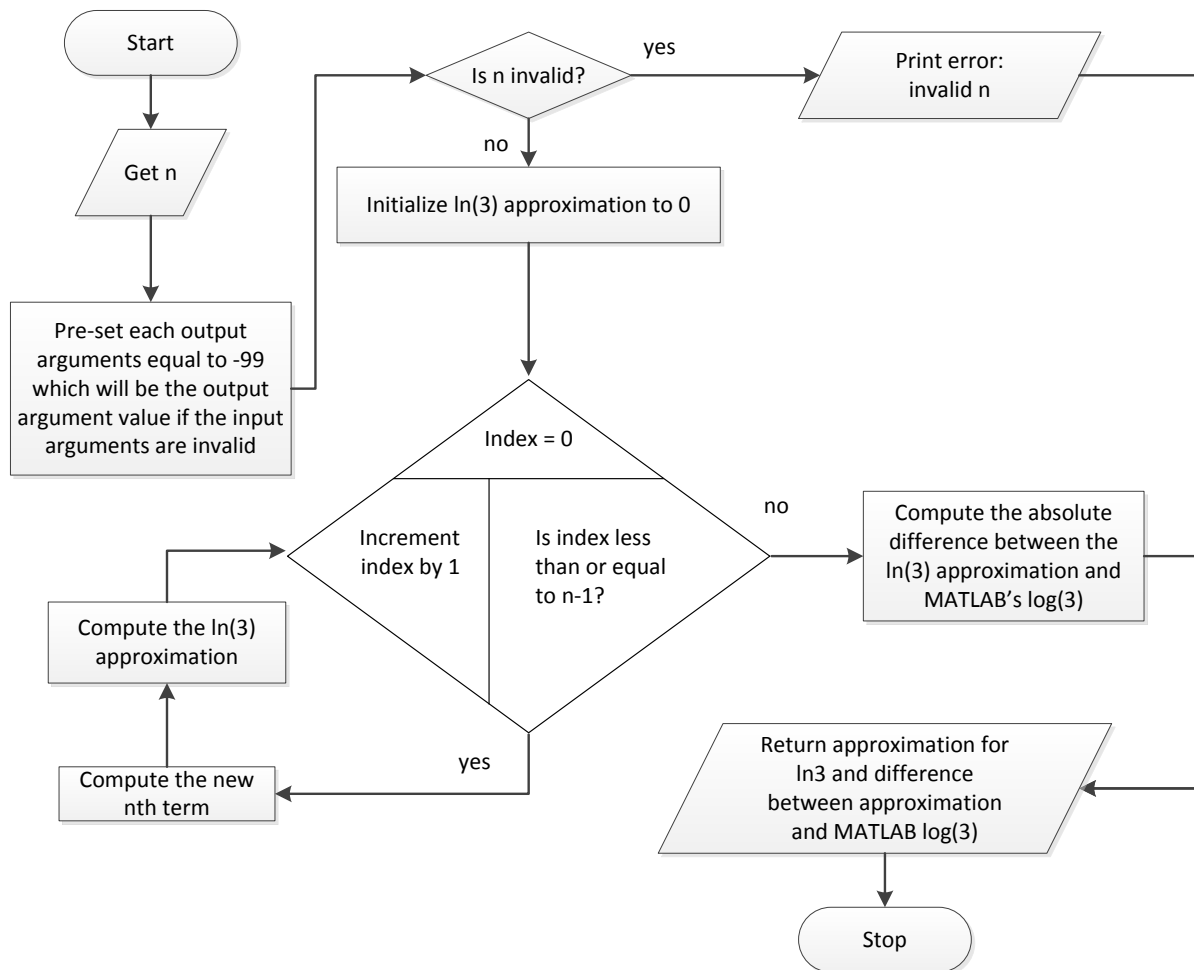 Start
Get n
Pre-set each output
arguments equal to -99
which will be the output
argument value if the input
arguments are invalid
Is n invalid?
yes
Print error:
invalid n
no
Initialize ln(3) approximation to 0
Index = 0
Increment
index by 1
Is index less
than or equal
to n-1?
yes
Compute the new
nth term
Compute the ln(3)
approximation
no
Compute the absolute
difference between the
ln(3) approximation and
MATLAB’s log(3)
Return approximation for
ln3 and difference
between approximation
and MATLAB log(3)
Stop